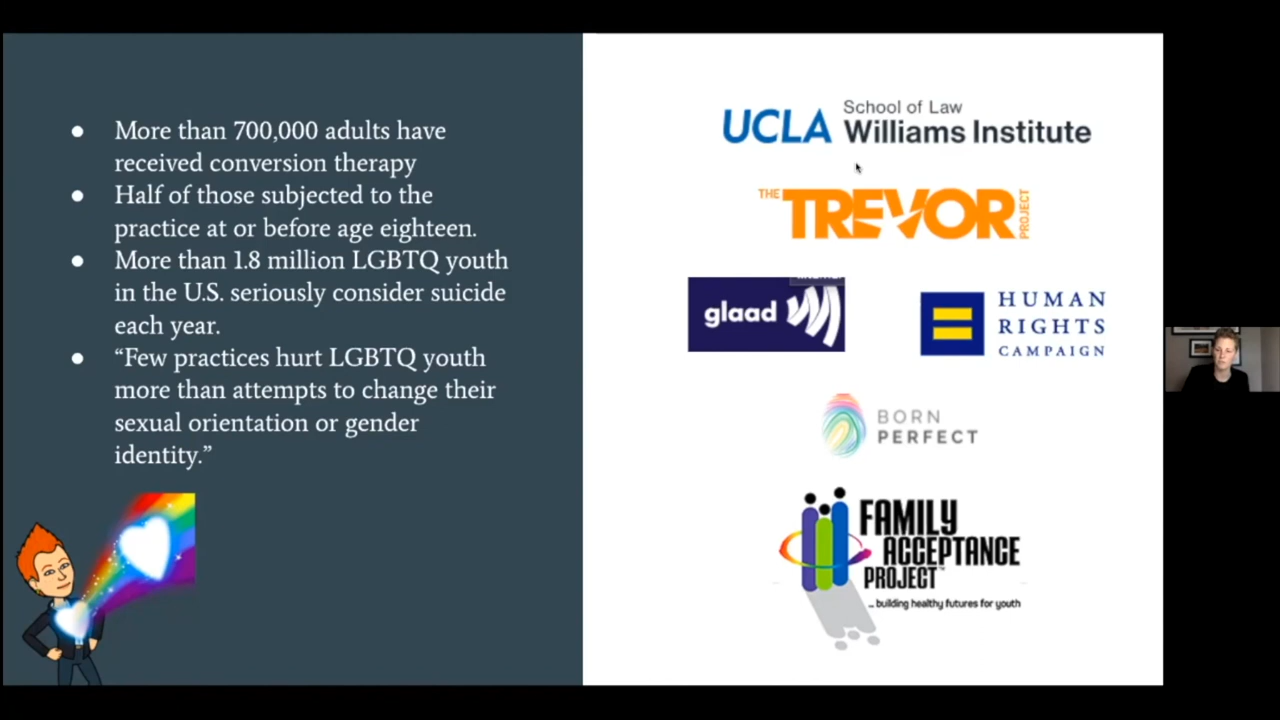 ● More than 700,000 adults have
received conversion therapy
● Half of those subjected to the
practice at or before age eighteen.
● More than 1.8 million LGBTQ youth
in the U.S. seriously consider suicide
each year.
● “Few practices hurt LGBTQ youth
more than attempts to change their
sexual orientation or gender
identity.”
UCLA School of Law
Williams Institute
THE TREVOR PROJECT
glaad
HUMAN
RIGHTS
CAMPAIGN
BORN
PERFECT
FAMILY
ACCEPTANCE
PROJECT™
... building healthy futures for youth